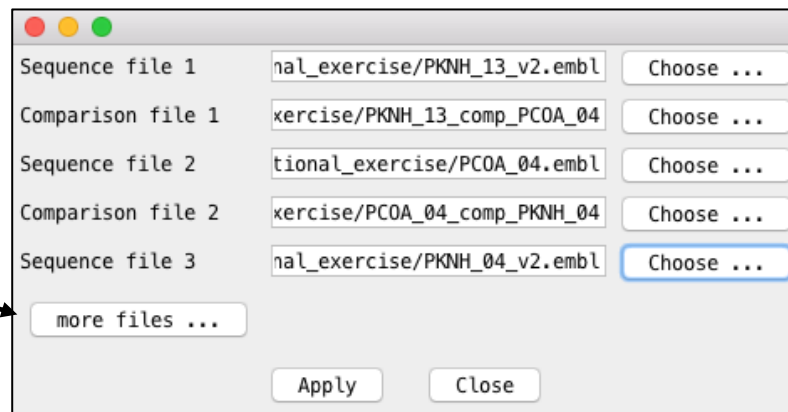 Sequence file 1 nal_exercise/PKNH_13_v2.embl Choose ...
Comparison file 1 xercise/PKNH_13_comp_PCOA_04 Choose ...
Sequence file 2 tional_exercise/PCOA_04.embl Choose ...
Comparison file 2 xercise/PCOA_04_comp_PKNH_04 Choose ...
Sequence file 3 nal_exercise/PKNH_04_v2.embl Choose ...
more files ...
Apply Close